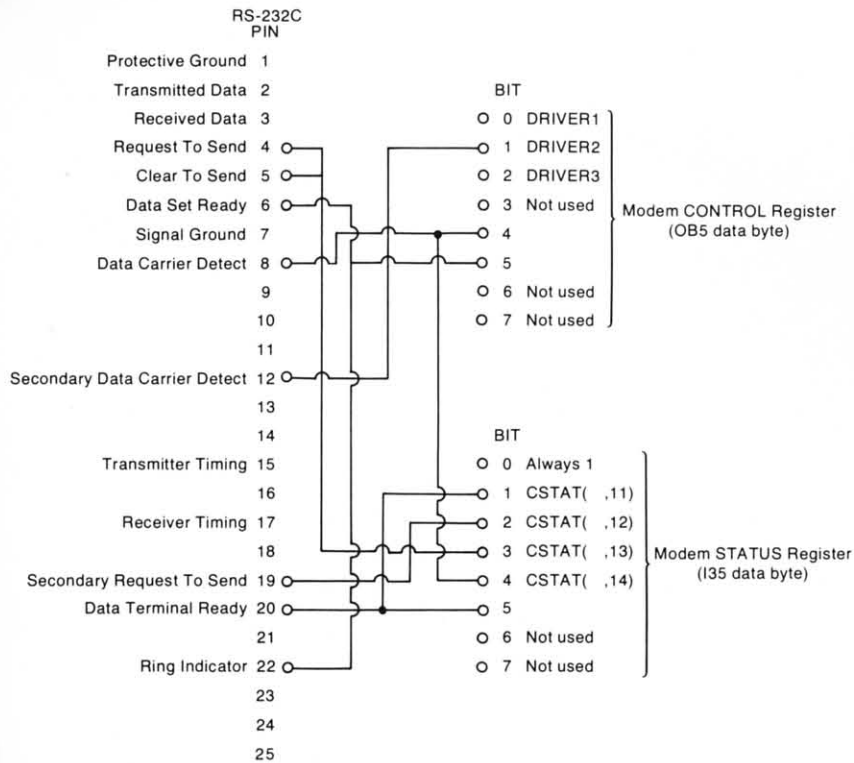 RS-232C
PIN
Protective Ground 1
Transmitted Data 2
Received Data 3
Request To Send 4
Clear To Send 5
Data Set Ready 6
Signal Ground 7
Data Carrier Detect 8
9
10
11
Secondary Data Carrier Detect 12
13
14
Transmitter Timing 15
16
Receiver Timing 17
18
Secondary Request To Send 19
Data Terminal Ready 20
21
Ring Indicator 22
23
24
25
BIT
0 DRIVER1
1 DRIVER2
2 DRIVER3
3 Not used
4
5
6 Not used
7 Not used
Modem CONTROL Register
(OB5 data byte)
BIT
0 Always 1
1 CSTAT( ,11)
2 CSTAT( ,12)
3 CSTAT( ,13)
4 CSTAT( ,14)
5
6 Not used
7 Not used
Modem STATUS Register
(I35 data byte)